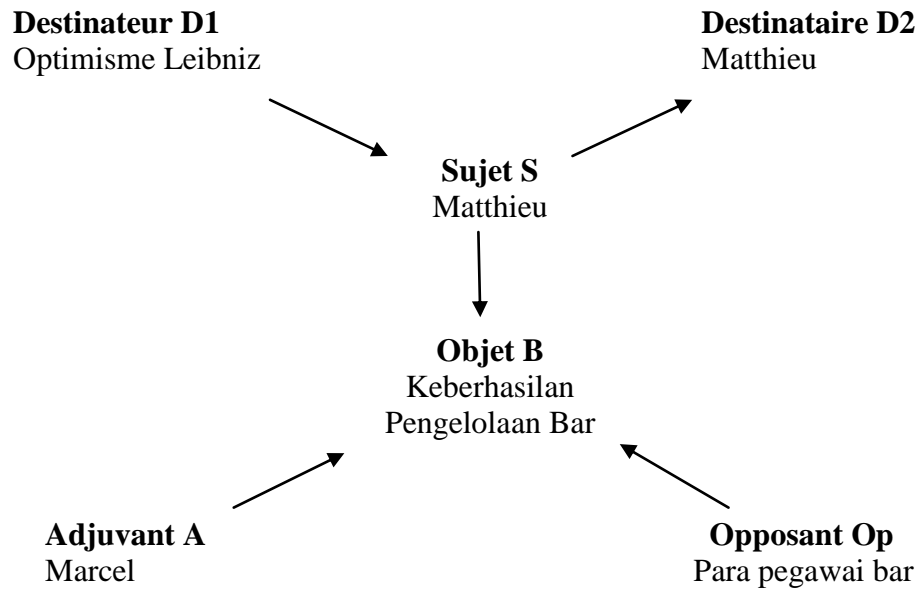 Destinateur D1
Optimisme Leibniz
Destinataire D2
Matthieu
Sujet S
Matthieu
Objet B
Keberhasilan
Pengelolaan Bar
Adjuvant A
Marcel
Opposant Op
Para pegawai bar